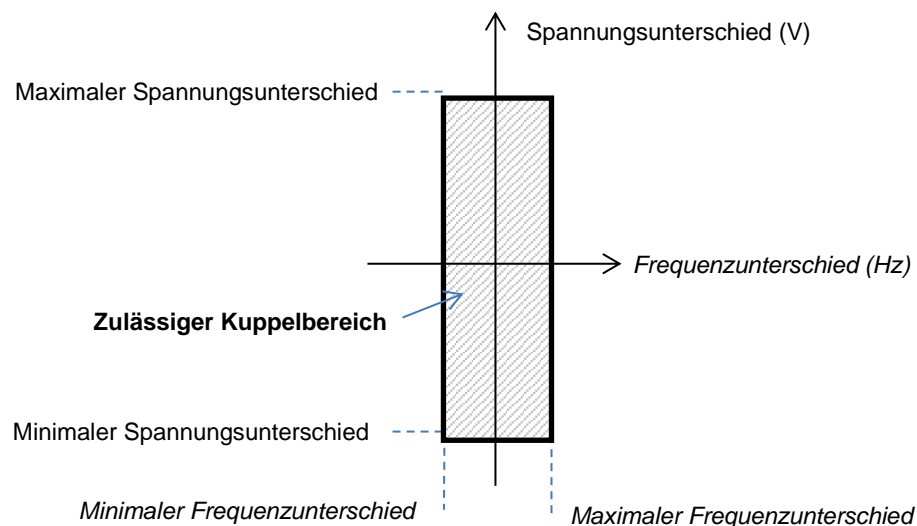 Spannungsunterschied (V)
Maximaler Spannungsunterschied
Frequenzunterschied (Hz)
Zulässiger Kuppelbereich
Minimaler Spannungsunterschied
Minimaler Frequenzunterschied
Maximaler Frequenzunterschied